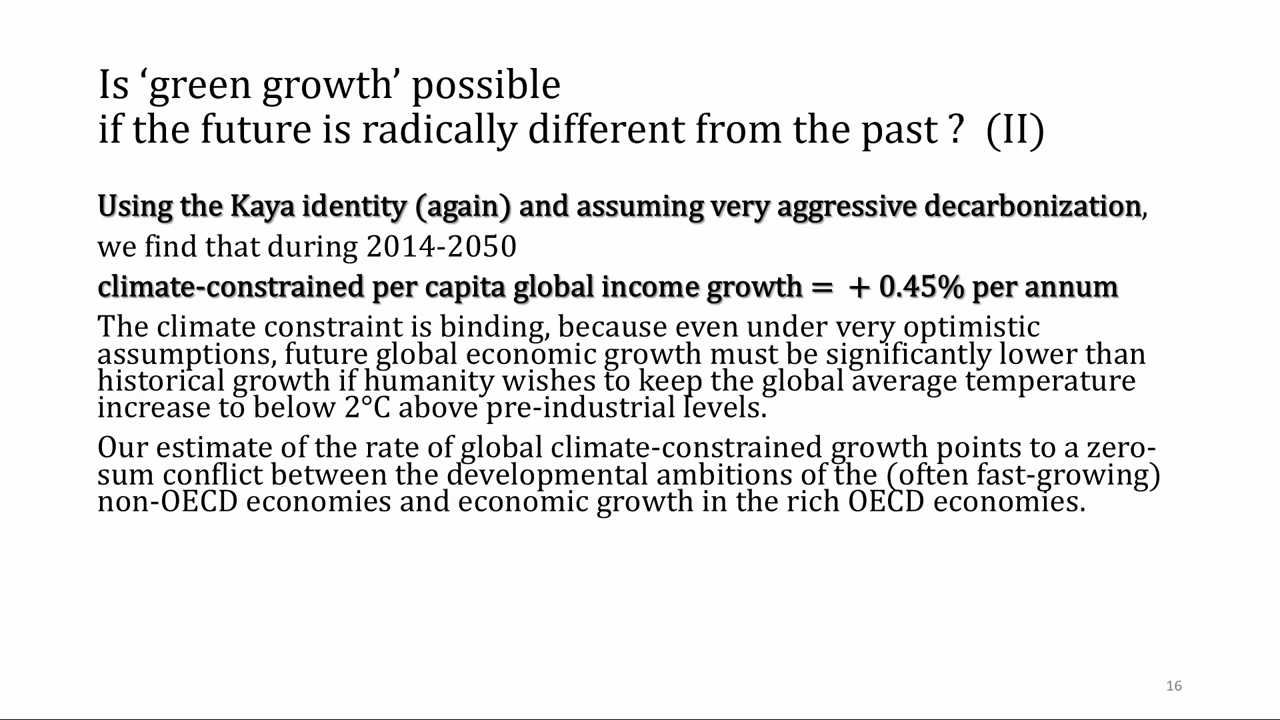 Is ‘green growth’ possible
if the future is radically different from the past ? (II)
Using the Kaya identity (again) and assuming very aggressive decarbonization,
we find that during 2014-2050
climate-constrained per capita global income growth = + 0.45% per annum
The climate constraint is binding, because even under very optimistic
assumptions, future global economic growth must be significantly lower than
historical growth if humanity wishes to keep the global average temperature
increase to below 2°C above pre-industrial levels.
Our estimate of the rate of global climate-constrained growth points to a zero-
sum conflict between the developmental ambitions of the (often fast-growing)
non-OECD economies and economic growth in the rich OECD economies.
16